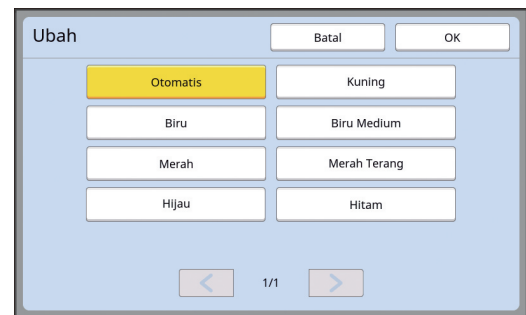 Ubah Batal OK
Otomatis Kuning
Biru Biru Medium
Merah Merah Terang
Hijau Hitam
1/1